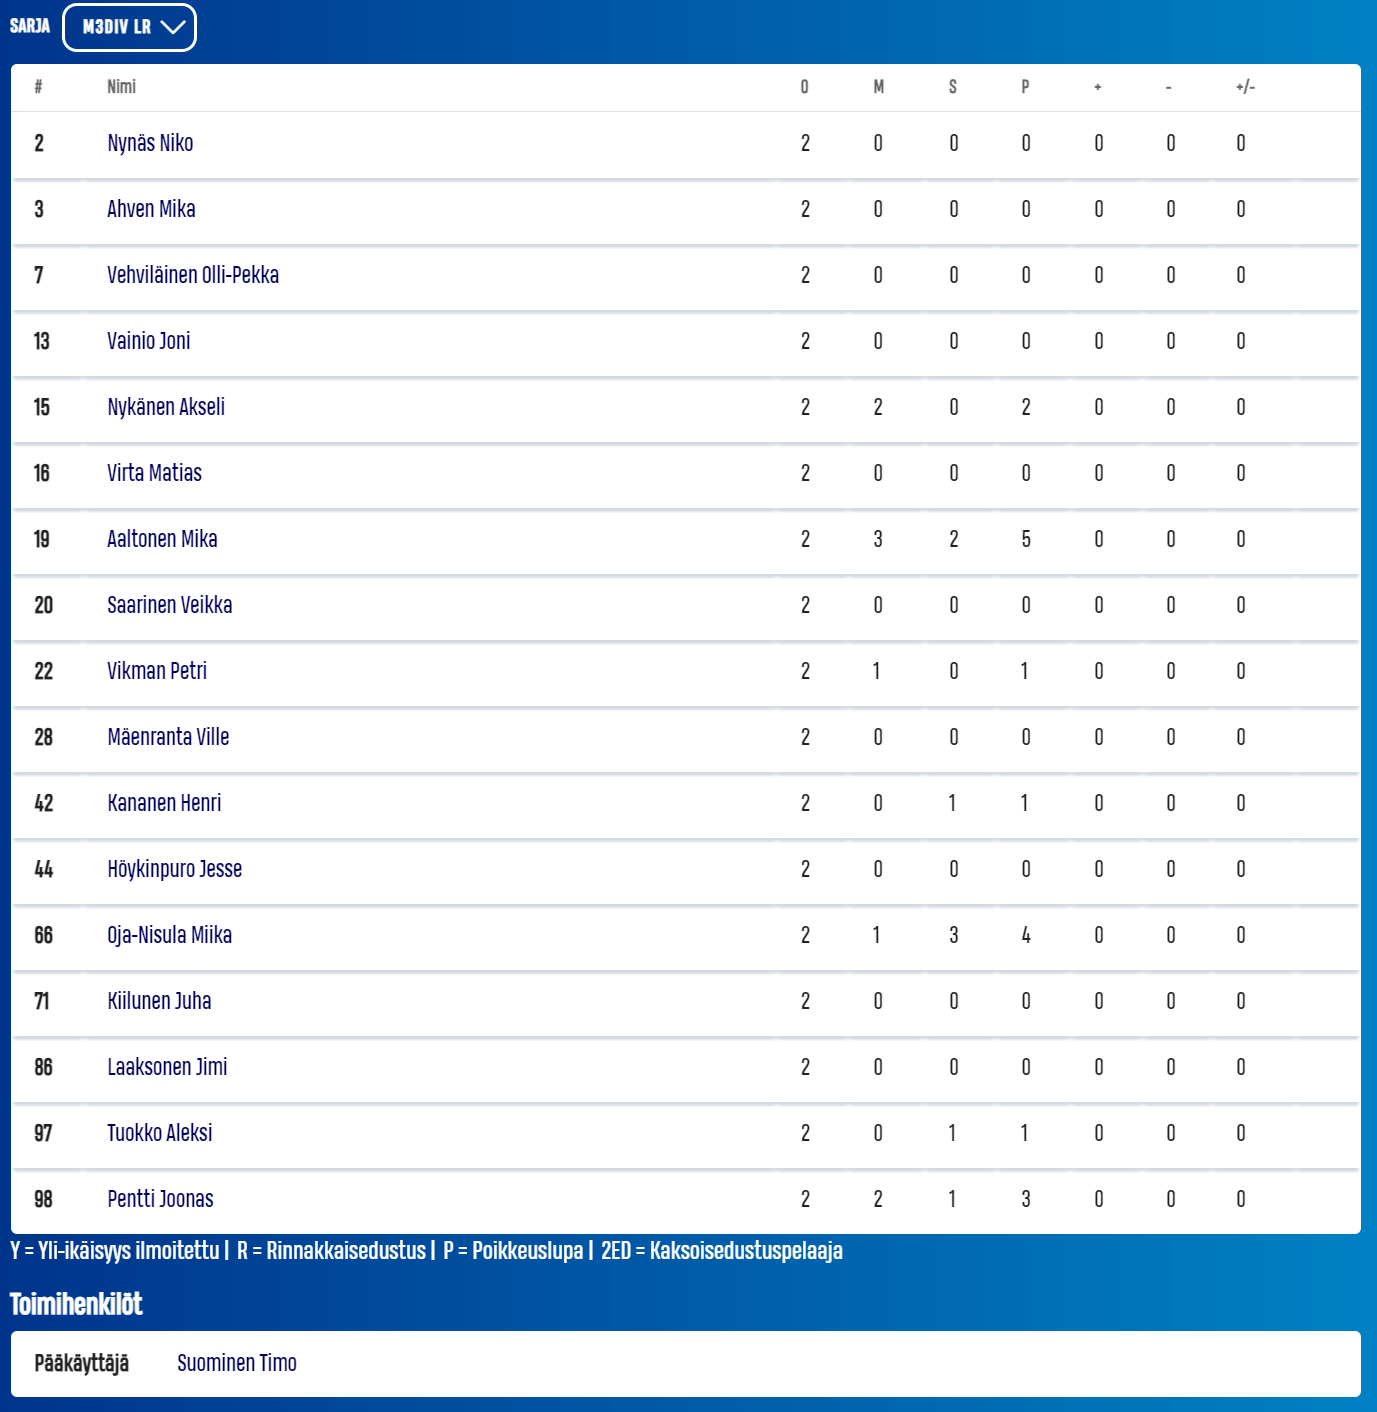 SARJA M3DIV LR
# Nimi O M S P + - +/-
2 Nynäs Niko 2 0 0 0 0 0 0
3 Ahven Mika 2 0 0 0 0 0 0
7 Vehviläinen Olli-Pekka 2 0 0 0 0 0 0
13 Vainio Joni 2 0 0 0 0 0 0
15 Nykänen Akseli 2 2 0 2 0 0 0
16 Virta Matias 2 0 0 0 0 0 0
19 Aaltonen Mika 2 3 2 5 0 0 0
20 Saarinen Veikka 2 0 0 0 0 0 0
22 Vikman Petri 2 1 0 1 0 0 0
28 Mäenranta Ville 2 0 0 0 0 0 0
42 Kananen Henri 2 0 1 1 0 0 0
44 Höykinpuro Jesse 2 0 0 0 0 0 0
66 Oja-Nisula Miika 2 1 3 4 0 0 0
71 Kiilunen Juha 2 0 0 0 0 0 0
86 Laaksonen Jimi 2 0 0 0 0 0 0
97 Tuokko Aleksi 2 0 1 1 0 0 0
98 Pentti Joonas 2 2 1 3 0 0 0
Y = Yli-ikäisyys ilmoitettu | R = Rinnakkaisedustus | P = Poikkeuslupa | 2ED = Kaksoisedustuspelaaja
Toimihenkilöt
Pääkäyttäjä Suominen Timo